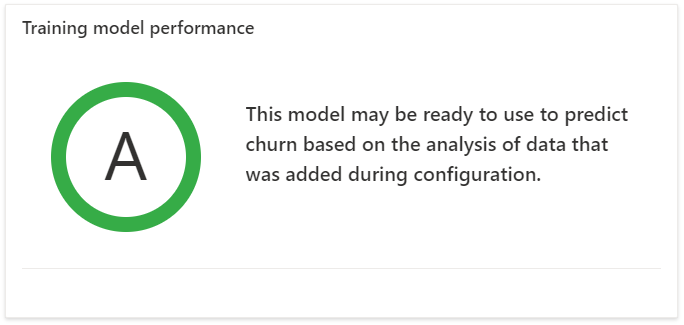 Training model performance
A
This model may be ready to use to predict
churn based on the analysis of data that
was added during configuration.